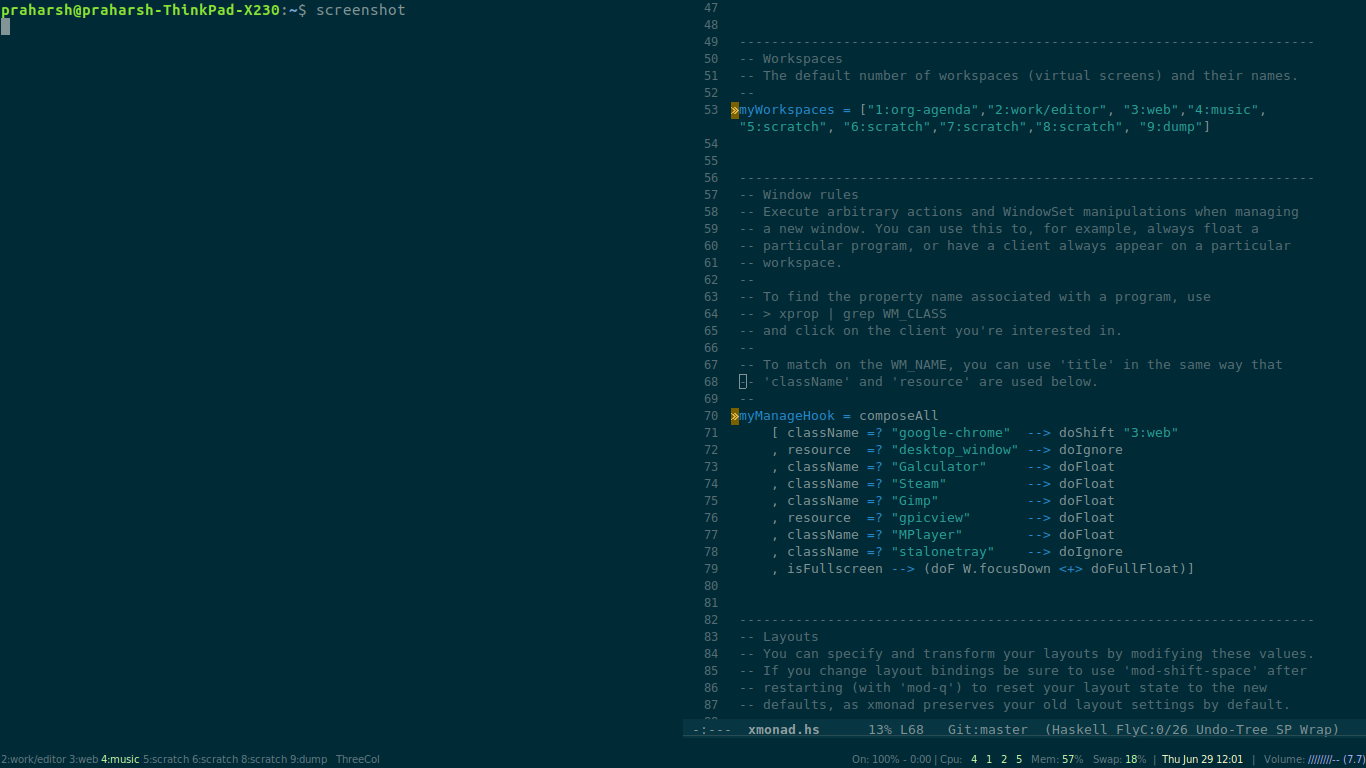 praharsh@praharsh-ThinkPad-X230:~$ screenshot
47
48
49 ------------------------------------------------------------------------
50 -- Workspaces
51 -- The default number of workspaces (virtual screens) and their names.
52 --
53 »myWorkspaces = ["1:org-agenda","2:work/editor", "3:web","4:music",
"5:scratch", "6:scratch","7:scratch","8:scratch", "9:dump"]
54
55
56 ------------------------------------------------------------------------
57 -- Window rules
58 -- Execute arbitrary actions and WindowSet manipulations when managing
59 -- a new window. You can use this to, for example, always float a
60 -- particular program, or have a client always appear on a particular
61 -- workspace.
62 --
63 -- To find the property name associated with a program, use
64 -- > xprop | grep WM_CLASS
65 -- and click on the client you're interested in.
66 --
67 -- To match on the WM_NAME, you can use 'title' in the same way that
68 -- 'className' and 'resource' are used below.
69 --
70 »myManageHook = composeAll
71     [ className =? "google-chrome"  --> doShift "3:web"
72     , resource  =? "desktop_window" --> doIgnore
73     , className =? "Galculator"     --> doFloat
74     , className =? "Steam"          --> doFloat
75     , className =? "Gimp"           --> doFloat
76     , resource  =? "gpicview"       --> doFloat
77     , className =? "MPlayer"        --> doFloat
78     , className =? "stalonetray"    --> doIgnore
79     , isFullscreen --> (doF W.focusDown <+> doFullFloat)]
80
81
82 ------------------------------------------------------------------------
83 -- Layouts
84 -- You can specify and transform your layouts by modifying these values.
85 -- If you change layout bindings be sure to use 'mod-shift-space' after
86 -- restarting (with 'mod-q') to reset your layout state to the new
87 -- defaults, as xmonad preserves your old layout settings by default.
-:---  xmonad.hs      13% L68   Git:master  (Haskell FlyC:0/26 Undo-Tree SP Wrap)
2:work/editor 3:web 4:music 5:scratch 6:scratch 8:scratch 9:dump   ThreeCol
On: 100% - 0:00 | Cpu:  4  1  2  5  Mem: 57%  Swap: 18%  |  Thu Jun 29 12:01  |  Volume: ////////-- (7.7)